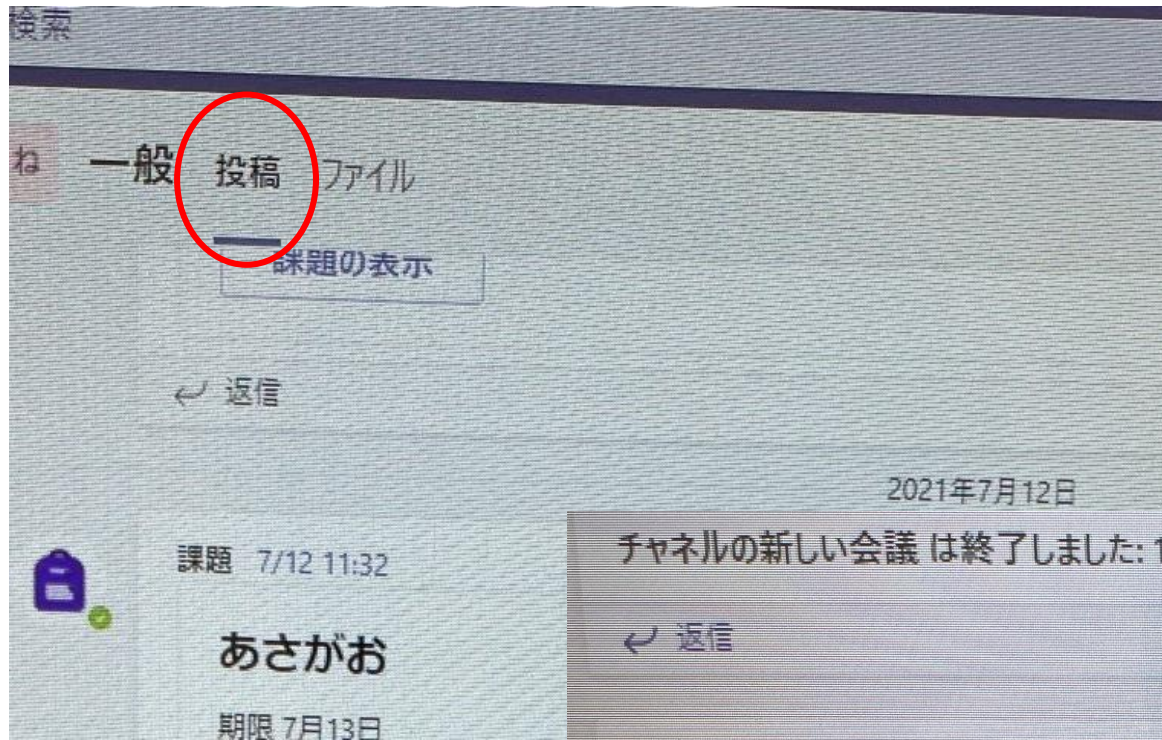 検索
ね
一般 投稿 ファイル
課題の表示
返信
2021年7月12日
課題 7/12 11:32
あさがお
期限 7月13日
チャネルの新しい会議 は終了しました: 1
返信